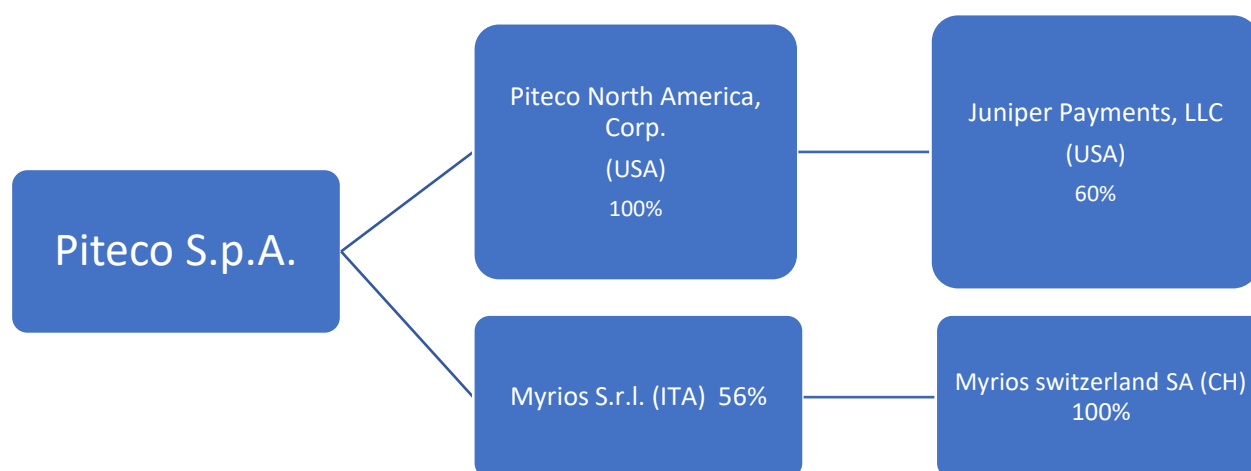 Piteco S.p.A.
Piteco North America,
Corp.
(USA)
100%
Juniper Payments, LLC
(USA)
60%
Myrios S.r.l. (ITA)  56%
Myrios switzerland SA (CH)
100%